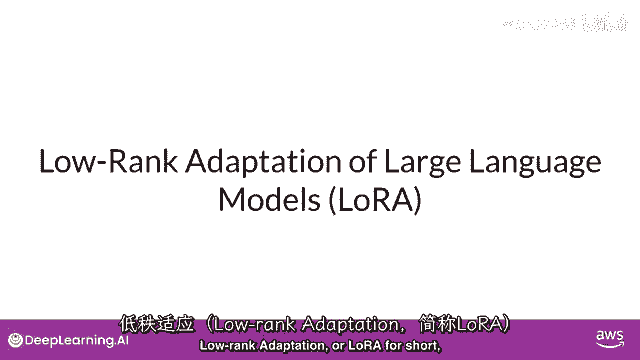 Low-Rank Adaptation of Large Language
Models (LoRA)
低秩适应（Low-rank Adaptation，简称LoRA）
Low-rank Adaptation, or LoRA for short,
DeepLearning.AI
aws